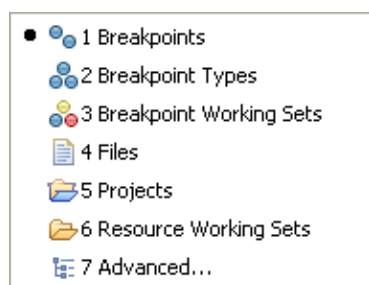 1 Breakpoints
2 Breakpoint Types
3 Breakpoint Working Sets
4 Files
5 Projects
6 Resource Working Sets
7 Advanced...